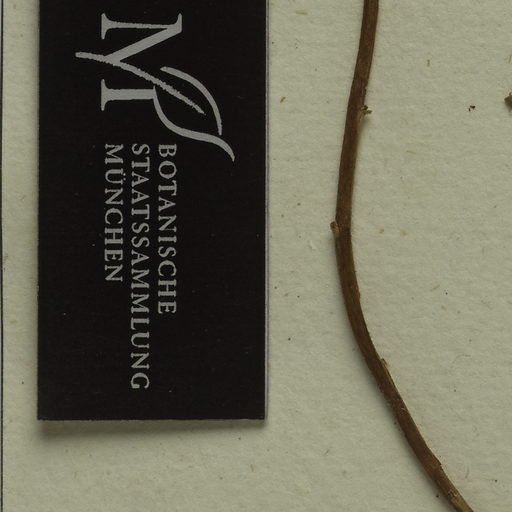 M
BOTANISCHE
STAATSSAMMLUNG
MÜNCHEN